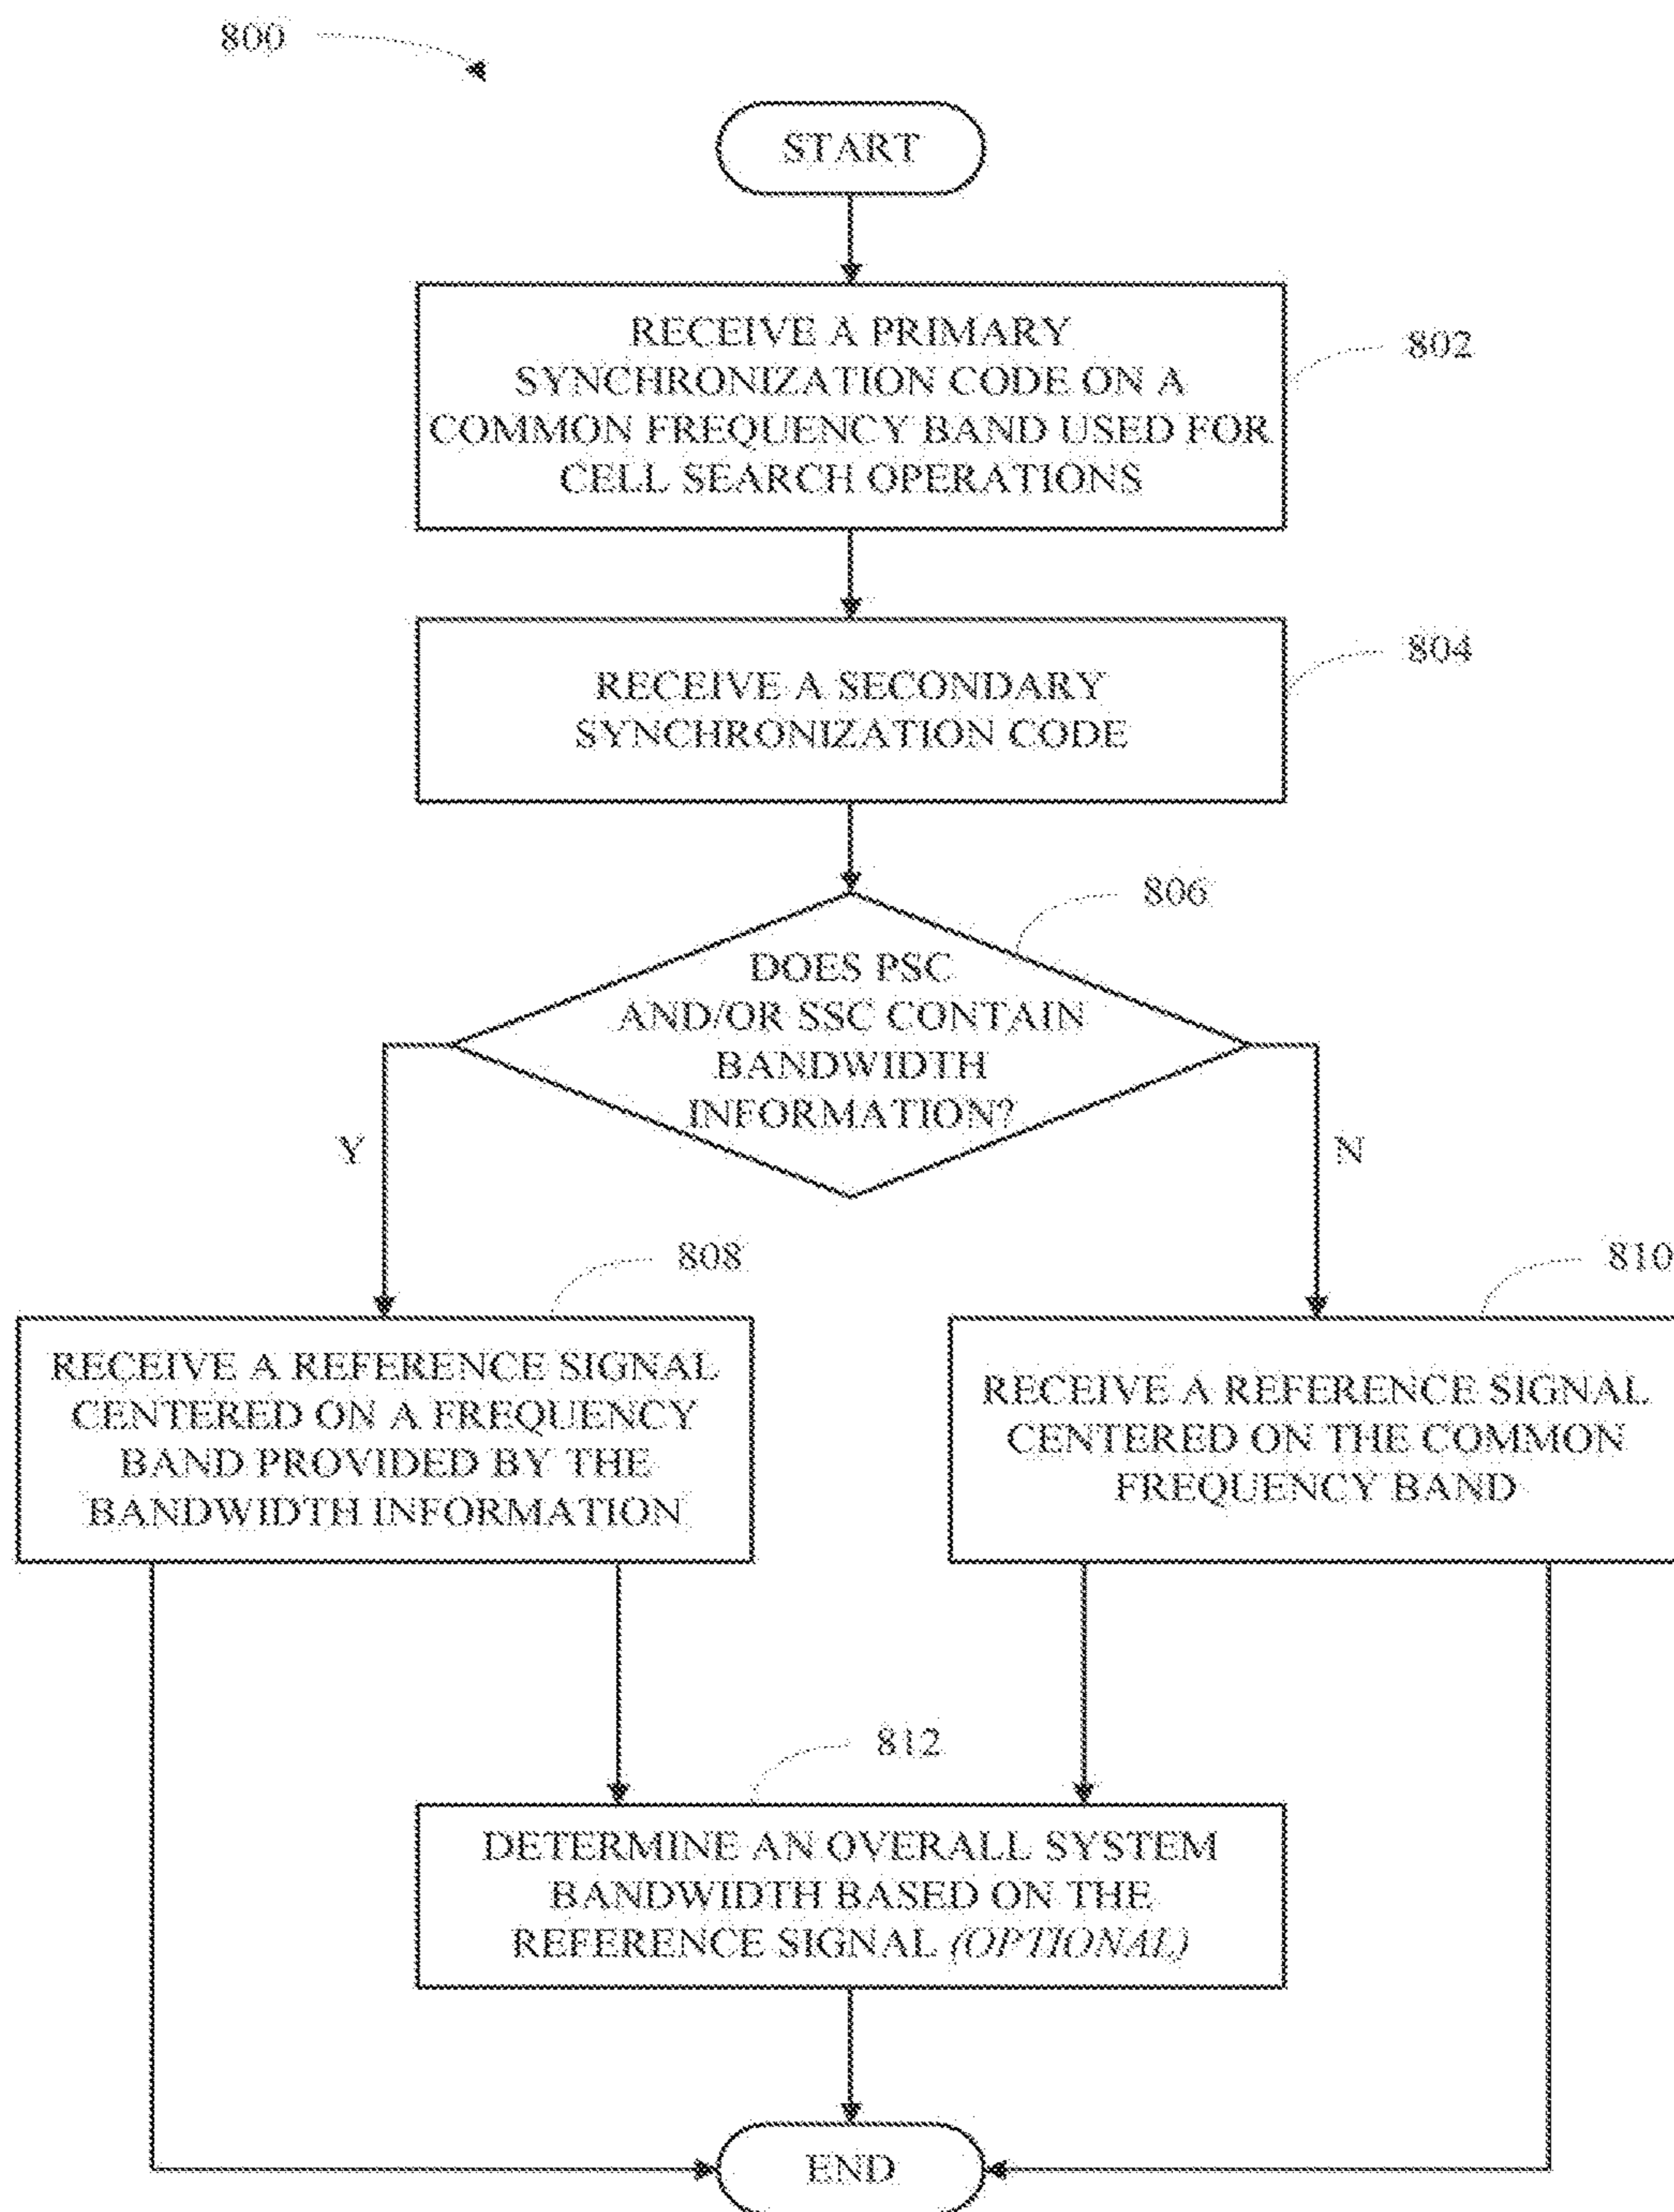 800
START
RECEIVE A PRIMARY
SYNCHRONIZATION CODE ON A
COMMON FREQUENCY BAND USED FOR
CELL SEARCH OPERATIONS
802
RECEIVE A SECONDARY
SYNCHRONIZATION CODE
804
806
DOES PSC
AND/OR SSC CONTAIN
BANDWIDTH
INFORMATION?
Y
N
808
810
RECEIVE A REFERENCE SIGNAL
CENTERED ON A FREQUENCY
BAND PROVIDED BY THE
BANDWIDTH INFORMATION
RECEIVE A REFERENCE SIGNAL
CENTERED ON THE COMMON
FREQUENCY BAND
812
DETERMINE AN OVERALL SYSTEM
BANDWIDTH BASED ON THE
REFERENCE SIGNAL (OPTIONAL)
END